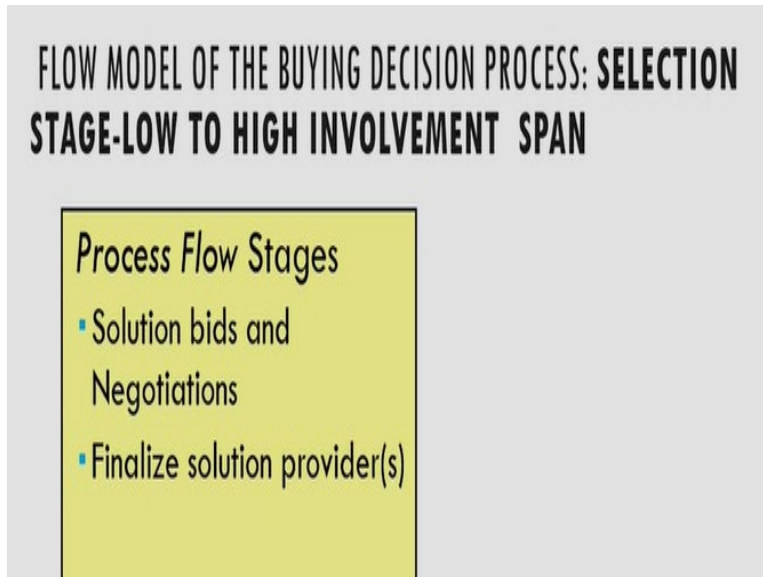 FLOW MODEL OF THE BUYING DECISION PROCESS: SELECTION
STAGE-LOW TO HIGH INVOLVEMENT SPAN
Process Flow Stages
▪ Solution bids and
Negotiations
▪ Finalize solution provider(s)